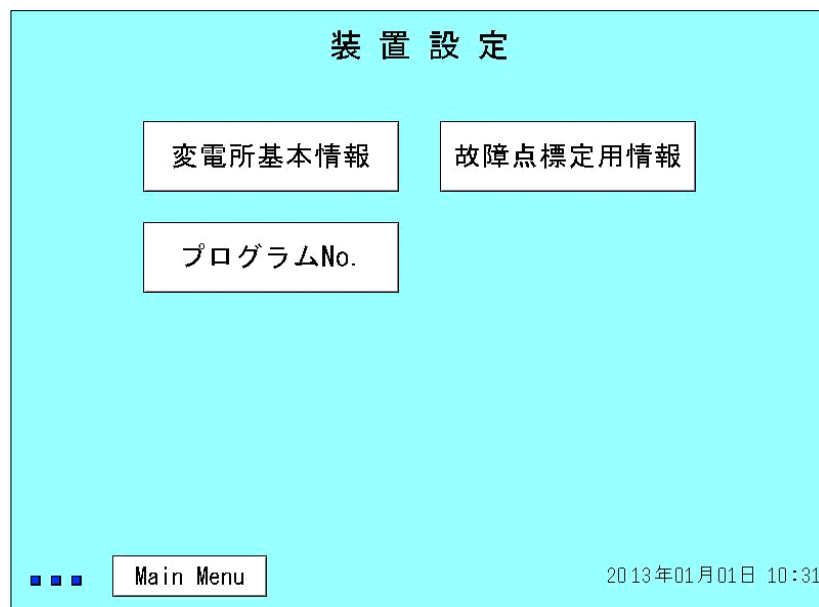 装置設定
変電所基本情報
故障点標定用情報
プログラムNo.
Main Menu
2013年01月01日 10:31